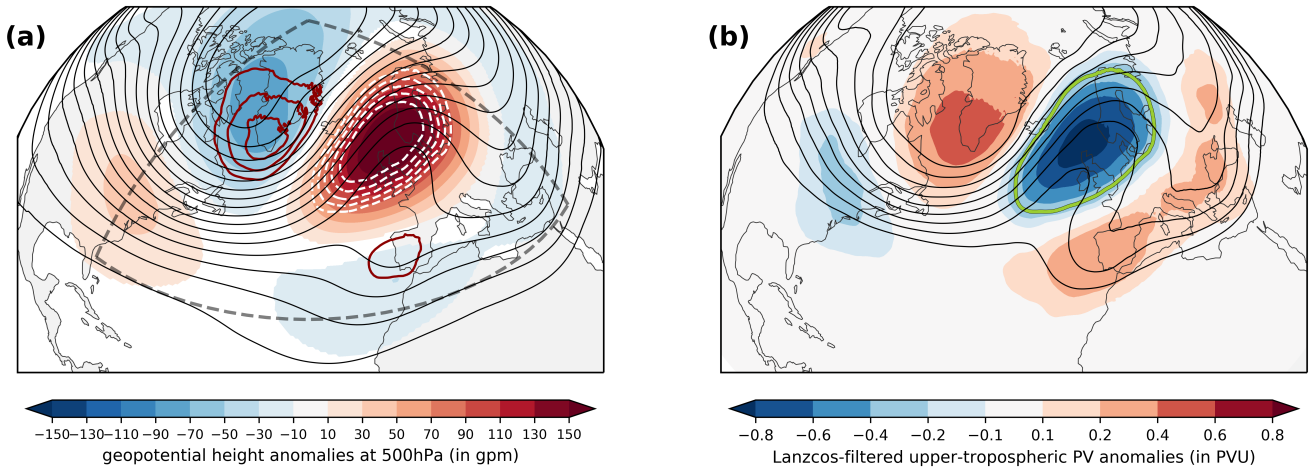 (a)
(b)
−150−130−110 −90 −70 −50 −30 −10 10 30 50 70 90 110 130 150
geopotential height anomalies at 500hPa (in gpm)
−0.8 −0.6 −0.4 −0.2 −0.1 0.1 0.2 0.4 0.6 0.8
Lanzcos-filtered upper-tropospheric PV anomalies (in PVU)